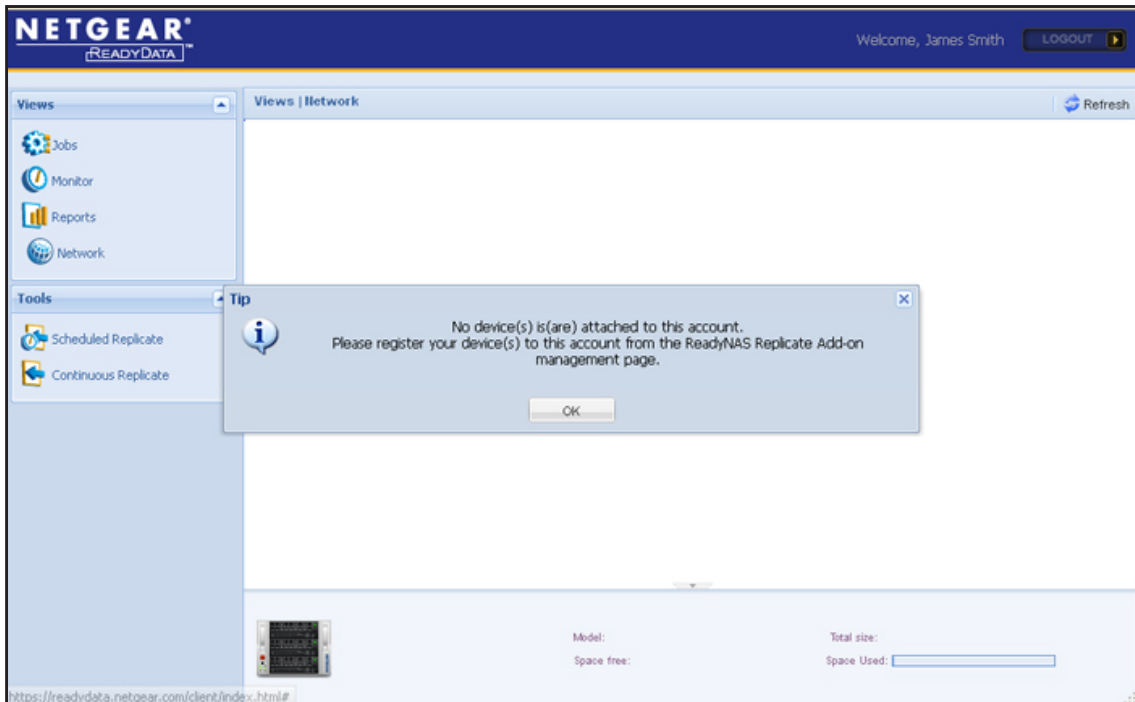 NETGEAR®
READYDATA™
Welcome, James Smith
LOGOUT
Views
Jobs
Monitor
Reports
Network
Tools
Scheduled Replicate
Continuous Replicate
Views | Network
Refresh
Tip
No device(s) is(are) attached to this account.
Please register your device(s) to this account from the ReadyNAS Replicate Add-on
management page.
OK
Model:
Total size:
Space free:
Space Used:
https://readydata.netgear.com/client/index.html#